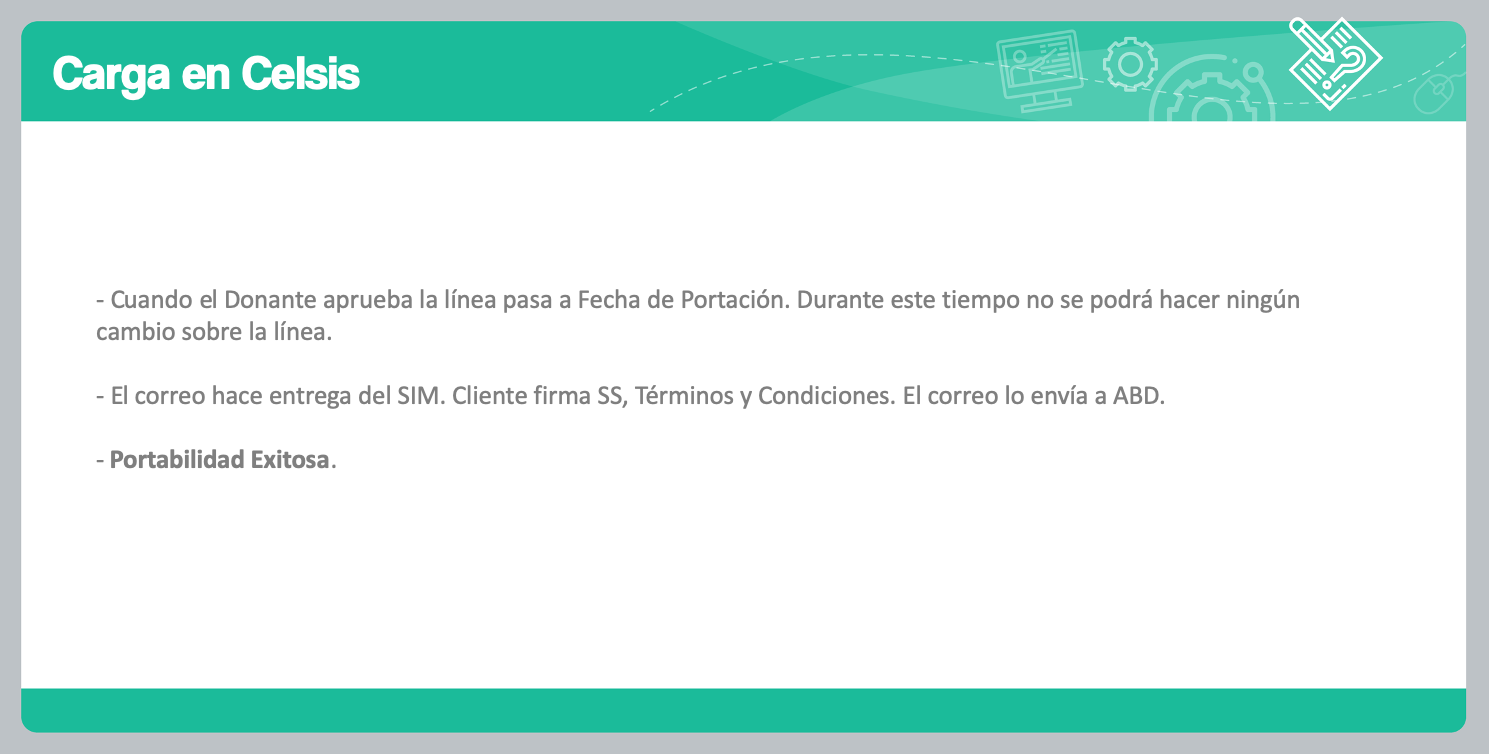 Carga en Celsis
- Cuando el Donante aprueba la línea pasa a Fecha de Portación. Durante este tiempo no se podrá hacer ningún
cambio sobre la línea.
- El correo hace entrega del SIM. Cliente firma SS, Términos y Condiciones. El correo lo envía a ABD.
- Portabilidad Exitosa.